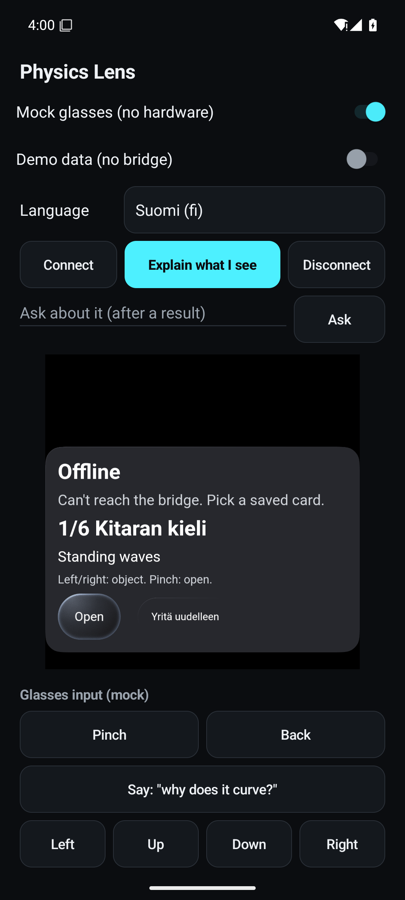 4:00
Physics Lens
Mock glasses (no hardware)
Demo data (no bridge)
Language
Suomi (fi)
Connect
Explain what I see
Disconnect
Ask about it (after a result)
Ask
Offline
Can't reach the bridge. Pick a saved card.
1/6 Kitaran kieli
Standing waves
Left/right: object. Pinch: open.
Open
Yritä uudelleen
Glasses input (mock)
Pinch
Back
Say: "why does it curve?"
Left
Up
Down
Right